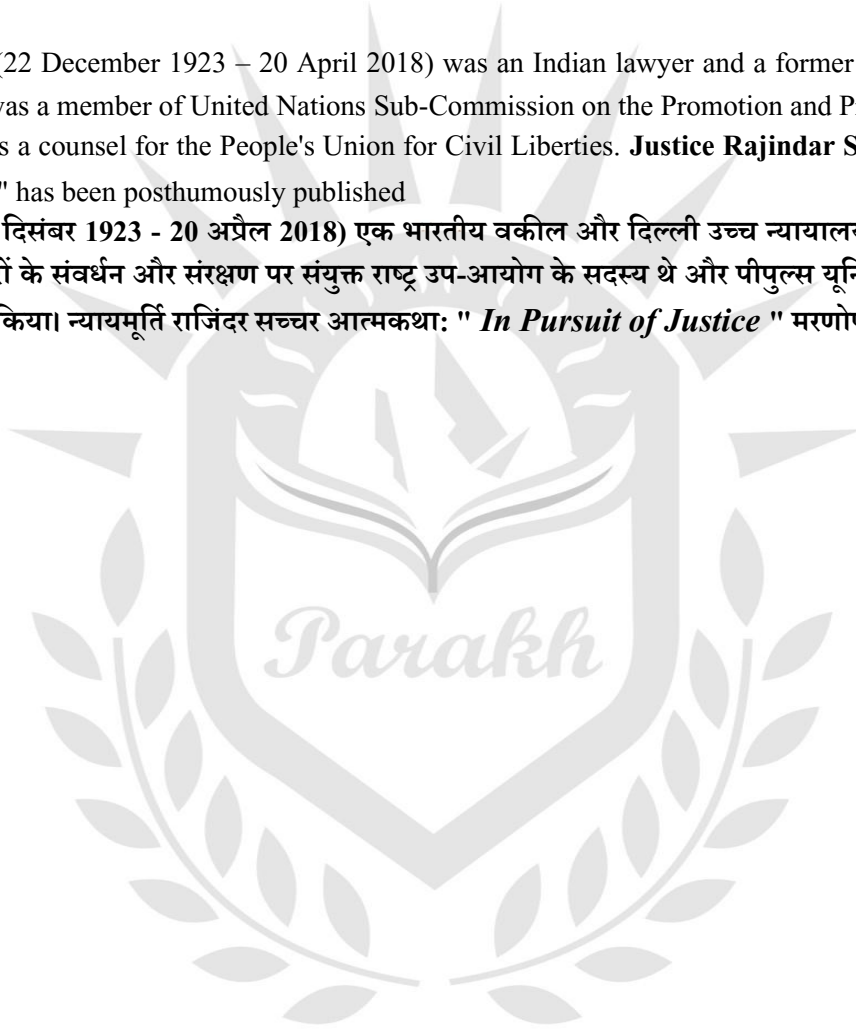 (22 December 1923 – 20 April 2018) was an Indian lawyer and a former
was a member of United Nations Sub-Commission on the Promotion and
s a counsel for the People's Union for Civil Liberties. Justice Rajindar
" has been posthumously published
दिसंबर 1923 - 20 अप्रैल 2018) एक भारतीय वकील और दिल्ली उच्च
के संवर्धन और संरक्षण पर संयुक्त राष्ट्र उप-आयोग के सदस्य थे और पीपुल्स
किया। न्यायमूर्ति राजिंदर सच्चर आत्मकथा: " In Pursuit of Justice "
Parakh